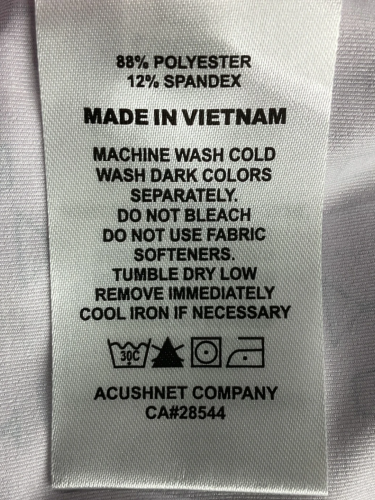 88% POLYESTER
12% SPANDEX
MADE IN VIETNAM
MACHINE WASH COLD
WASH DARK COLORS
SEPARATELY.
DO NOT BLEACH
DO NOT USE FABRIC
SOFTENERS.
TUMBLE DRY LOW
REMOVE IMMEDIATELY
COOL IRON IF NECESSARY
30C
ACUSHNET COMPANY
CA#28544